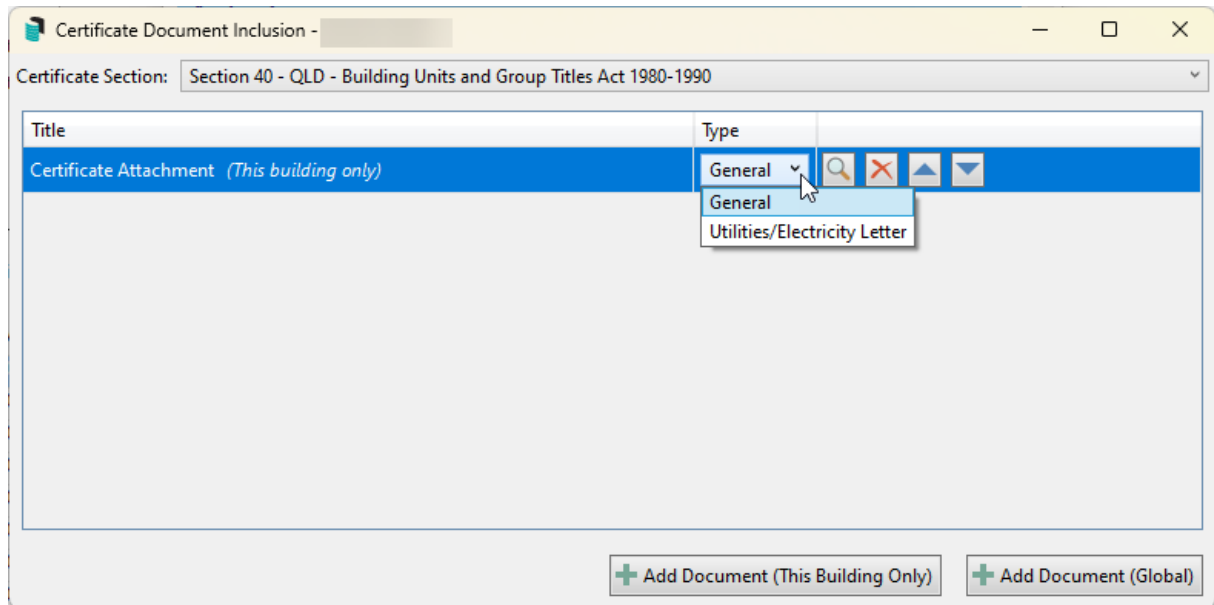 Certificate Document Inclusion -
Certificate Section: Section 40 - QLD - Building Units and Group Titles Act 1980-1990
Title Type
Certificate Attachment (This building only) General
General
Utilities/Electricity Letter
Add Document (This Building Only) Add Document (Global)